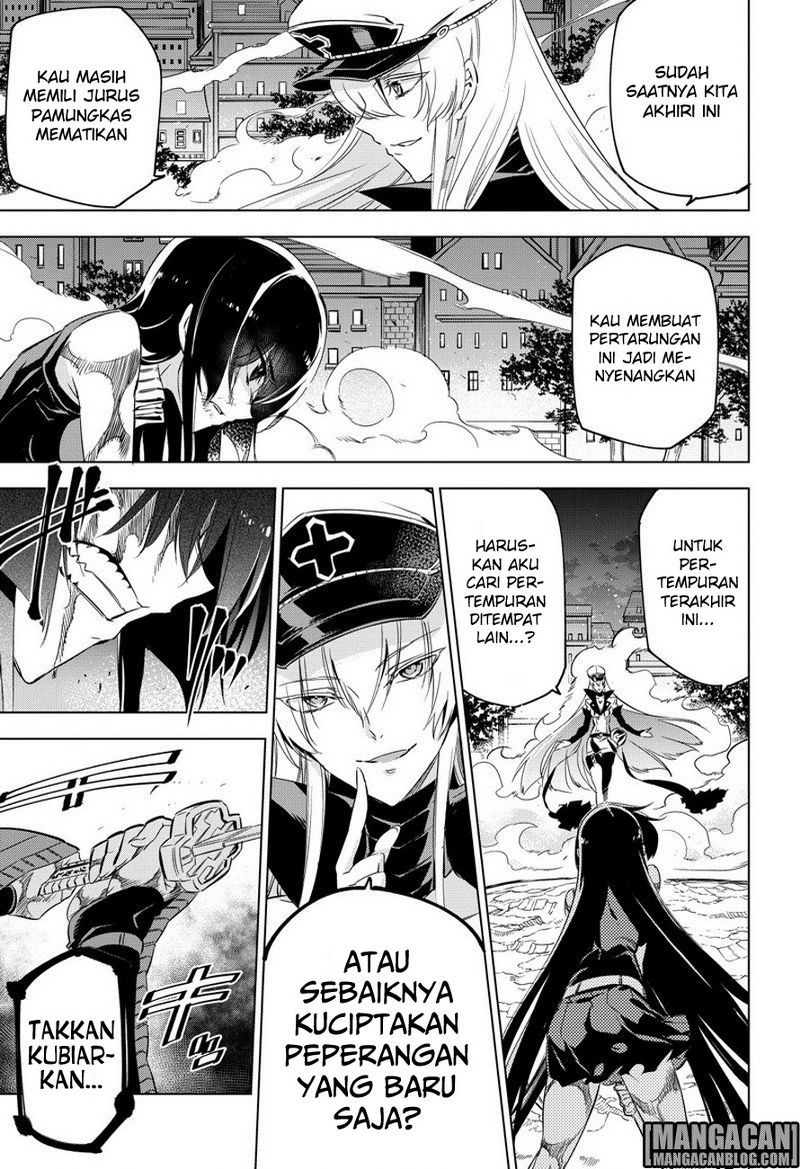 SUDAH
SAATNYA KITA
AKHIRI INI
KAU MASIH
MEMILI JURUS
PAMUNGKAS
MEMATIKAN
KAU MEMBUAT
PERTARUNGAN
INI JADI ME-
NYENANGKAN
UNTUK
PER-
TEMPURAN
TERAKHIR
INI...
HARUS-
KAN AKU
CARI PER-
TEMPURAN
DITEMPAT
LAIN...?
ATAU
SEBAIKNYA
KUCIPTAKAN
PEPERANGAN
YANG BARU
SAJA?
TAKKAN
KUBIAR-
KAN...
[MANGACAN]
MANGACANBLOG.COM